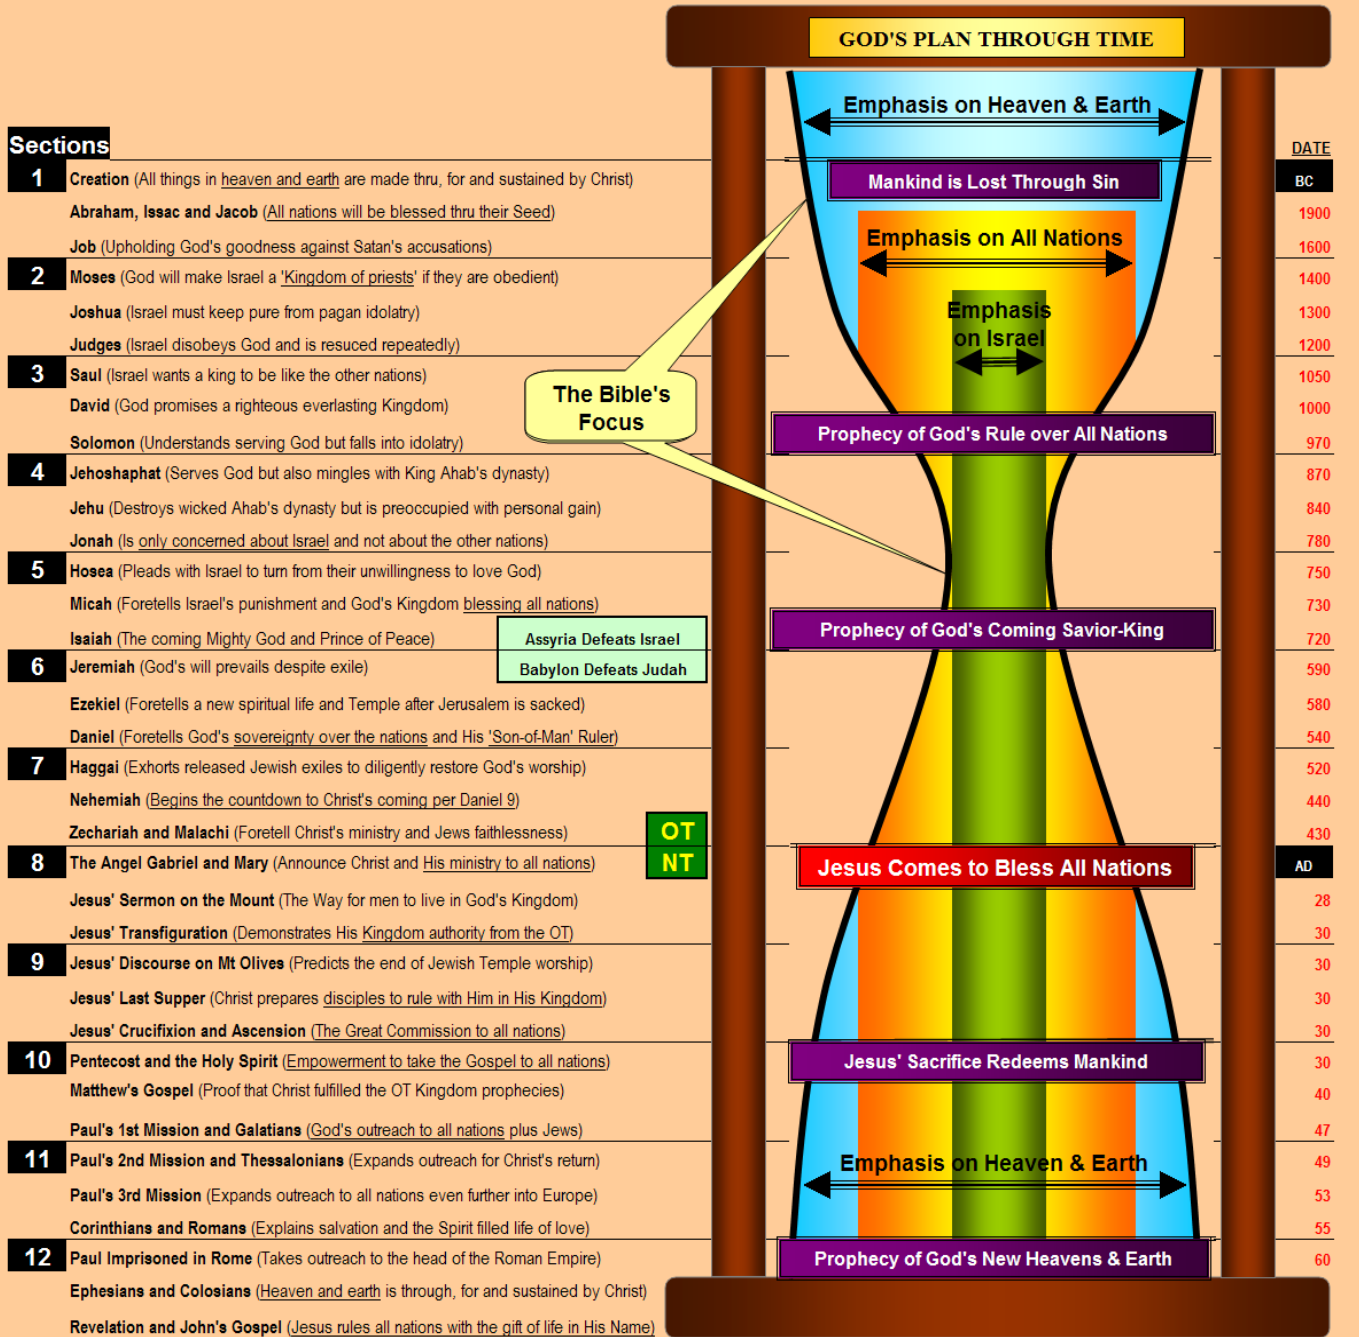 GOD'S PLAN THROUGH TIME
Emphasis on Heaven & Earth
Sections
DATE
1 Creation (All things in heaven and earth are made thru, for and sustained by Christ)
Mankind is Lost Through Sin
BC
Abraham, Issac and Jacob (All nations will be blessed thru their Seed)
1900
Job (Upholding God's goodness against Satan's accusations)
Emphasis on All Nations
1600
2 Moses (God will make Israel a 'Kingdom of priests' if they are obedient)
1400
Joshua (Israel must keep pure from pagan idolatry)
Emphasis
on Israel
1300
Judges (Israel disobeys God and is resuced repeatedly)
1200
3 Saul (Israel wants a king to be like the other nations)
1050
The Bible's
Focus
David (God promises a righteous everlasting Kingdom)
1000
Solomon (Understands serving God but falls into idolatry)
Prophecy of God's Rule over All Nations
970
4 Jehoshaphat (Serves God but also mingles with King Ahab's dynasty)
870
Jehu (Destroys wicked Ahab's dynasty but is preoccupied with personal gain)
840
Jonah (Is only concerned about Israel and not about the other nations)
780
5 Hosea (Pleads with Israel to turn from their unwillingness to love God)
750
Micah (Foretells Israel's punishment and God's Kingdom blessing all nations)
730
Isaiah (The coming Mighty God and Prince of Peace)
Assyria Defeats Israel
Prophecy of God's Coming Savior-King
720
6 Jeremiah (God's will prevails despite exile)
Babylon Defeats Judah
590
Ezekiel (Foretells a new spiritual life and Temple after Jerusalem is sacked)
580
Daniel (Foretells God's sovereignty over the nations and His 'Son-of-Man' Ruler)
540
7 Haggai (Exhorts released Jewish exiles to diligently restore God's worship)
520
Nehemiah (Begins the countdown to Christ's coming per Daniel 9)
440
Zechariah and Malachi (Foretell Christ's ministry and Jews faithlessness)
OT
430
8 The Angel Gabriel and Mary (Announce Christ and His ministry to all nations)
NT
Jesus Comes to Bless All Nations
AD
Jesus' Sermon on the Mount (The Way for men to live in God's Kingdom)
28
Jesus' Transfiguration (Demonstrates His Kingdom authority from the OT)
30
9 Jesus' Discourse on Mt Olives (Predicts the end of Jewish Temple worship)
30
Jesus' Last Supper (Christ prepares disciples to rule with Him in His Kingdom)
30
Jesus' Crucifixion and Ascension (The Great Commission to all nations)
30
10 Pentecost and the Holy Spirit (Empowerment to take the Gospel to all nations)
Jesus' Sacrifice Redeems Mankind
30
Matthew's Gospel (Proof that Christ fulfilled the OT Kingdom prophecies)
40
Paul's 1st Mission and Galatians (God's outreach to all nations plus Jews)
47
11 Paul's 2nd Mission and Thessalonians (Expands outreach for Christ's return)
Emphasis on Heaven & Earth
49
Paul's 3rd Mission (Expands outreach to all nations even further into Europe)
53
Corinthians and Romans (Explains salvation and the Spirit filled life of love)
55
12 Paul Imprisoned in Rome (Takes outreach to the head of the Roman Empire)
Prophecy of God's New Heavens & Earth
60
Ephesians and Colosians (Heaven and earth is through, for and sustained by Christ)
Revelation and John's Gospel (Jesus rules all nations with the gift of life in His Name)